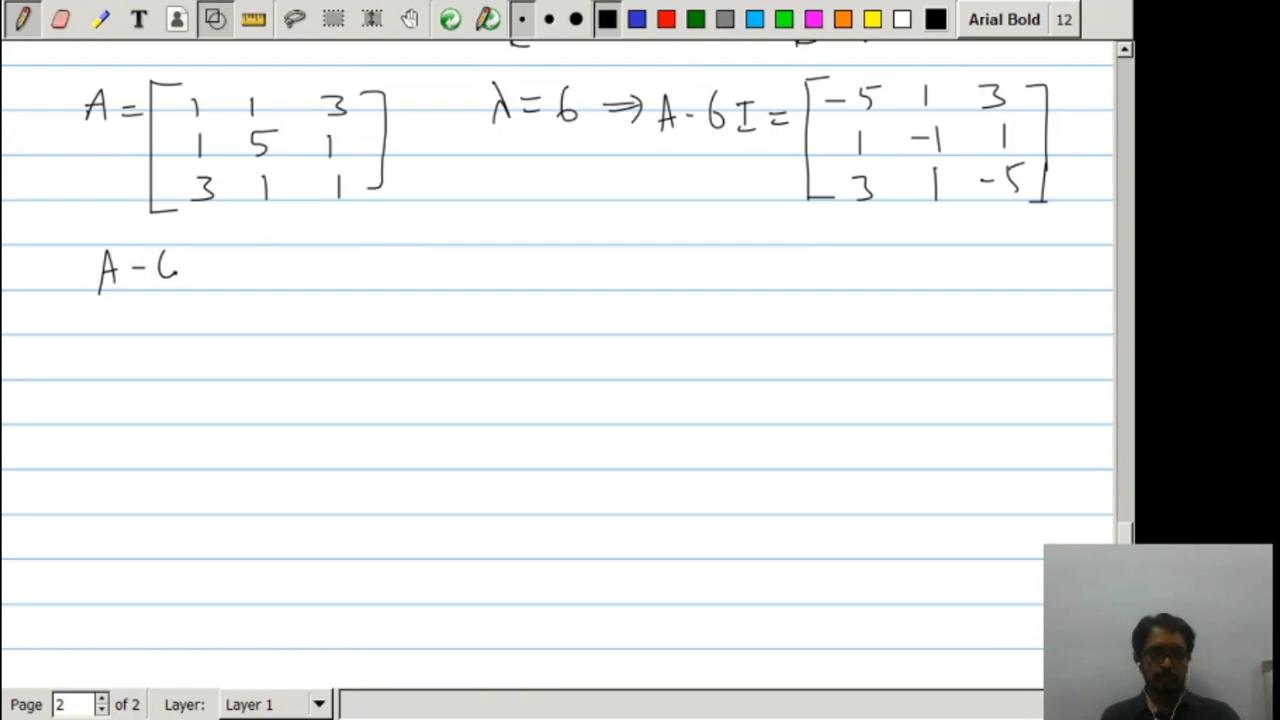 Arial Bold 12
A = [ 1 1 3 λ = 6 ⇒ A - 6I = [ -5 1 3
1 5 1 1 -1 1
3 1 1 ] 3 1 -5 ]
A - 6
Page 2 of 2 Layer: Layer 1